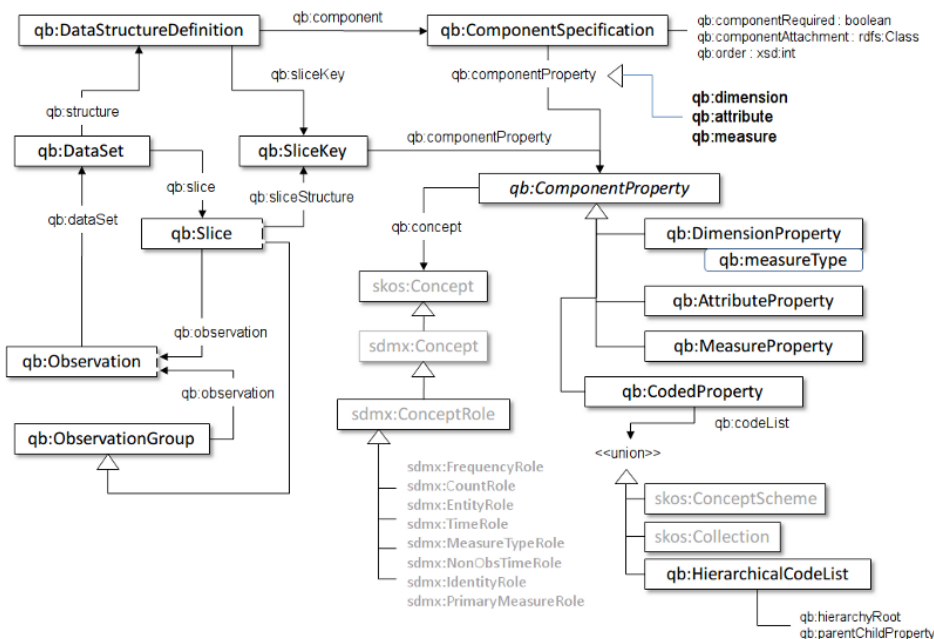 qb:DataStructureDefinition
qb:component
qb:ComponentSpecification
qb:componentRequired : boolean
qb:componentAttachment : rdfs:Class
qb:order : xsd:int
qb:sliceKey
qb:componentProperty
qb:dimension
qb:attribute
qb:measure
qb:structure
qb:DataSet
qb:SliceKey
qb:componentProperty
qb:slice
qb:sliceStructure
qb:ComponentProperty
qb:dataSet
qb:Slice
qb:concept
qb:DimensionProperty
qb:measureType
skos:Concept
qb:AttributeProperty
qb:observation
sdmx:Concept
qb:MeasureProperty
qb:Observation
qb:observation
qb:CodedProperty
sdmx:ConceptRole
qb:codeList
qb:ObservationGroup
<<union>>
sdmx:FrequencyRole
sdmx:CountRole
sdmx:EntityRole
sdmx:TimeRole
sdmx:MeasureTypeRole
sdmx:NonObsTimeRole
sdmx:IdentityRole
sdmx:PrimaryMeasureRole
skos:ConceptScheme
skos:Collection
qb:HierarchicalCodeList
qb:hierarchyRoot
qb:parentChildProperty